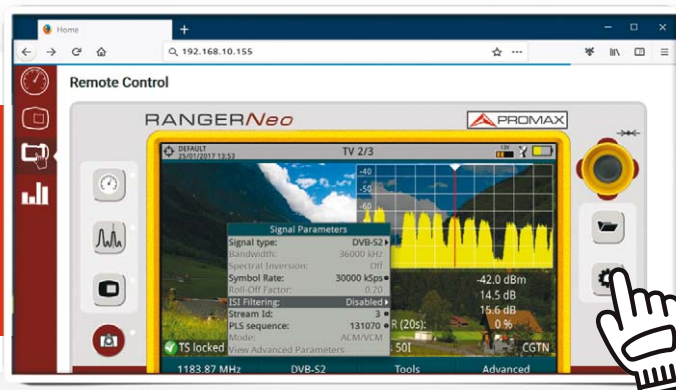 Home
192.168.10.155
Remote Control
RANGERNeo
PROMAX
DEFAULT
25/01/2017 13:53
TV 2/3
13V
-40
-50
-60
Signal Parameters
Signal type: DVB-S2
Bandwidth: 36000 kHz
Spectral Inversion: Off
Symbol Rate: 30000 kSps
Roll-Off Factor: 0.20
ISI Filtering: Disabled
Stream Id: 3
PLS sequence: 131070
Mode: ACM/VCM
View Advanced Parameters
-42.0 dBm
14.5 dB
15.6 dB
R (20s): 0 %
TS locked
50I
CGTN
1183.87 MHz
DVB-S2
Tools
Advanced